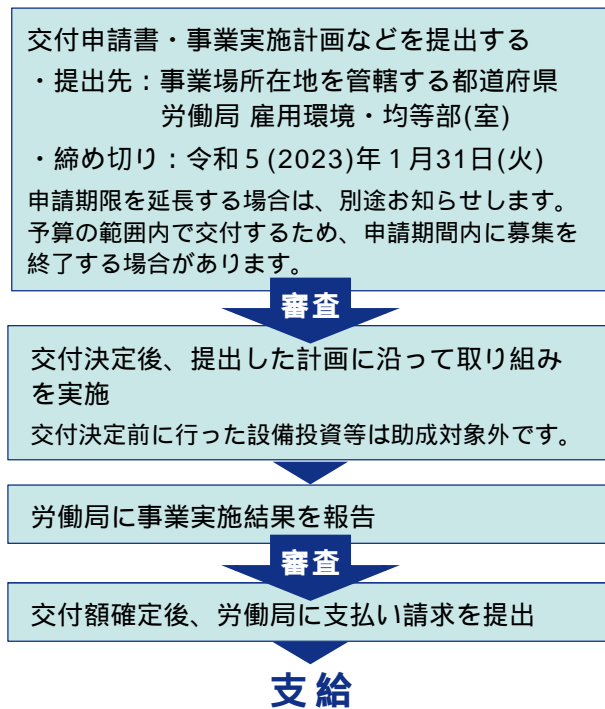 交付申請書・事業実施計画などを提出する
・提出先：事業場所在地を管轄する都道府県
労働局 雇用環境・均等部(室)
・締め切り：令和５(2023)年１月31日(火)
申請期限を延長する場合は、別途お知らせします。
予算の範囲内で交付するため、申請期間内に募集を
終了する場合があります。
審査
交付決定後、提出した計画に沿って取り組み
を実施
交付決定前に行った設備投資等は助成対象外です。
労働局に事業実施結果を報告
審査
交付額確定後、労働局に支払い請求を提出
支給